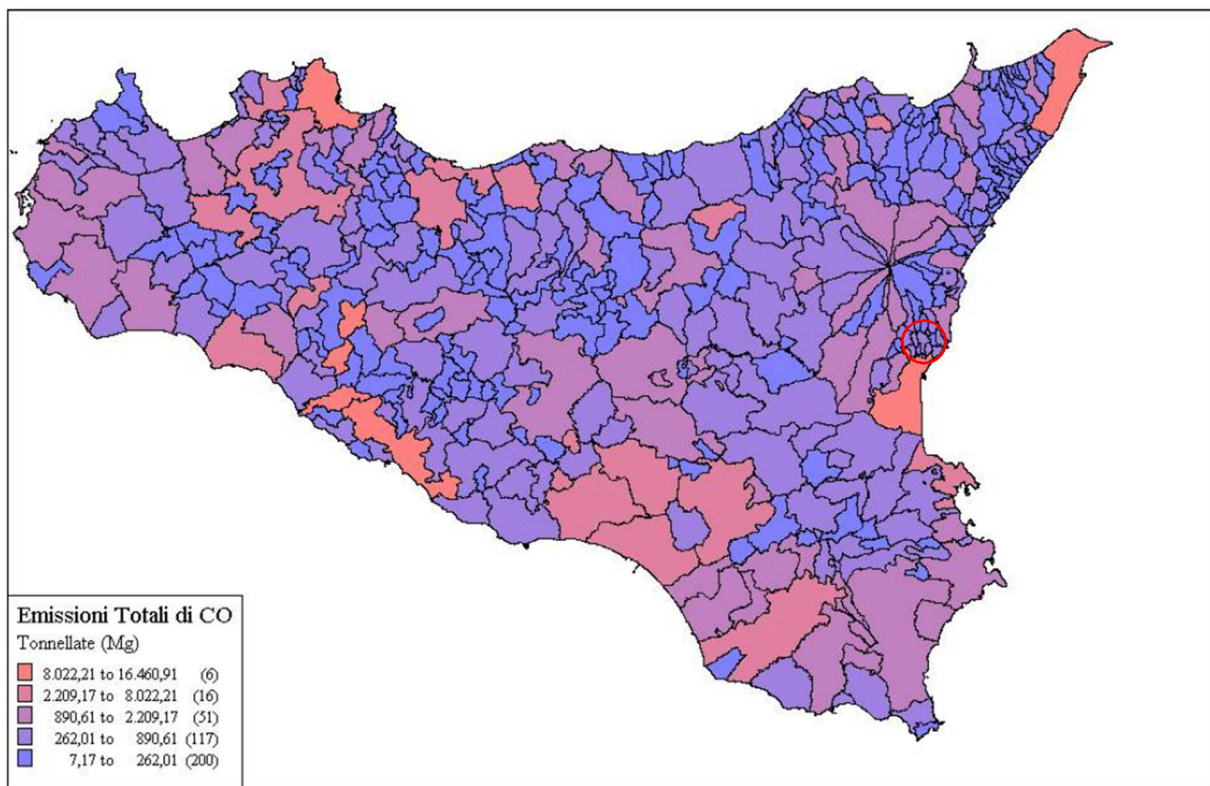 Emissioni Totali di CO
Tonnellate (Mg)
8.022,21 to 16.460,91 (6)
2.209,17 to 8.022,21 (16)
890,61 to 2.209,17 (51)
262,01 to 890,61 (117)
7,17 to 262,01 (200)